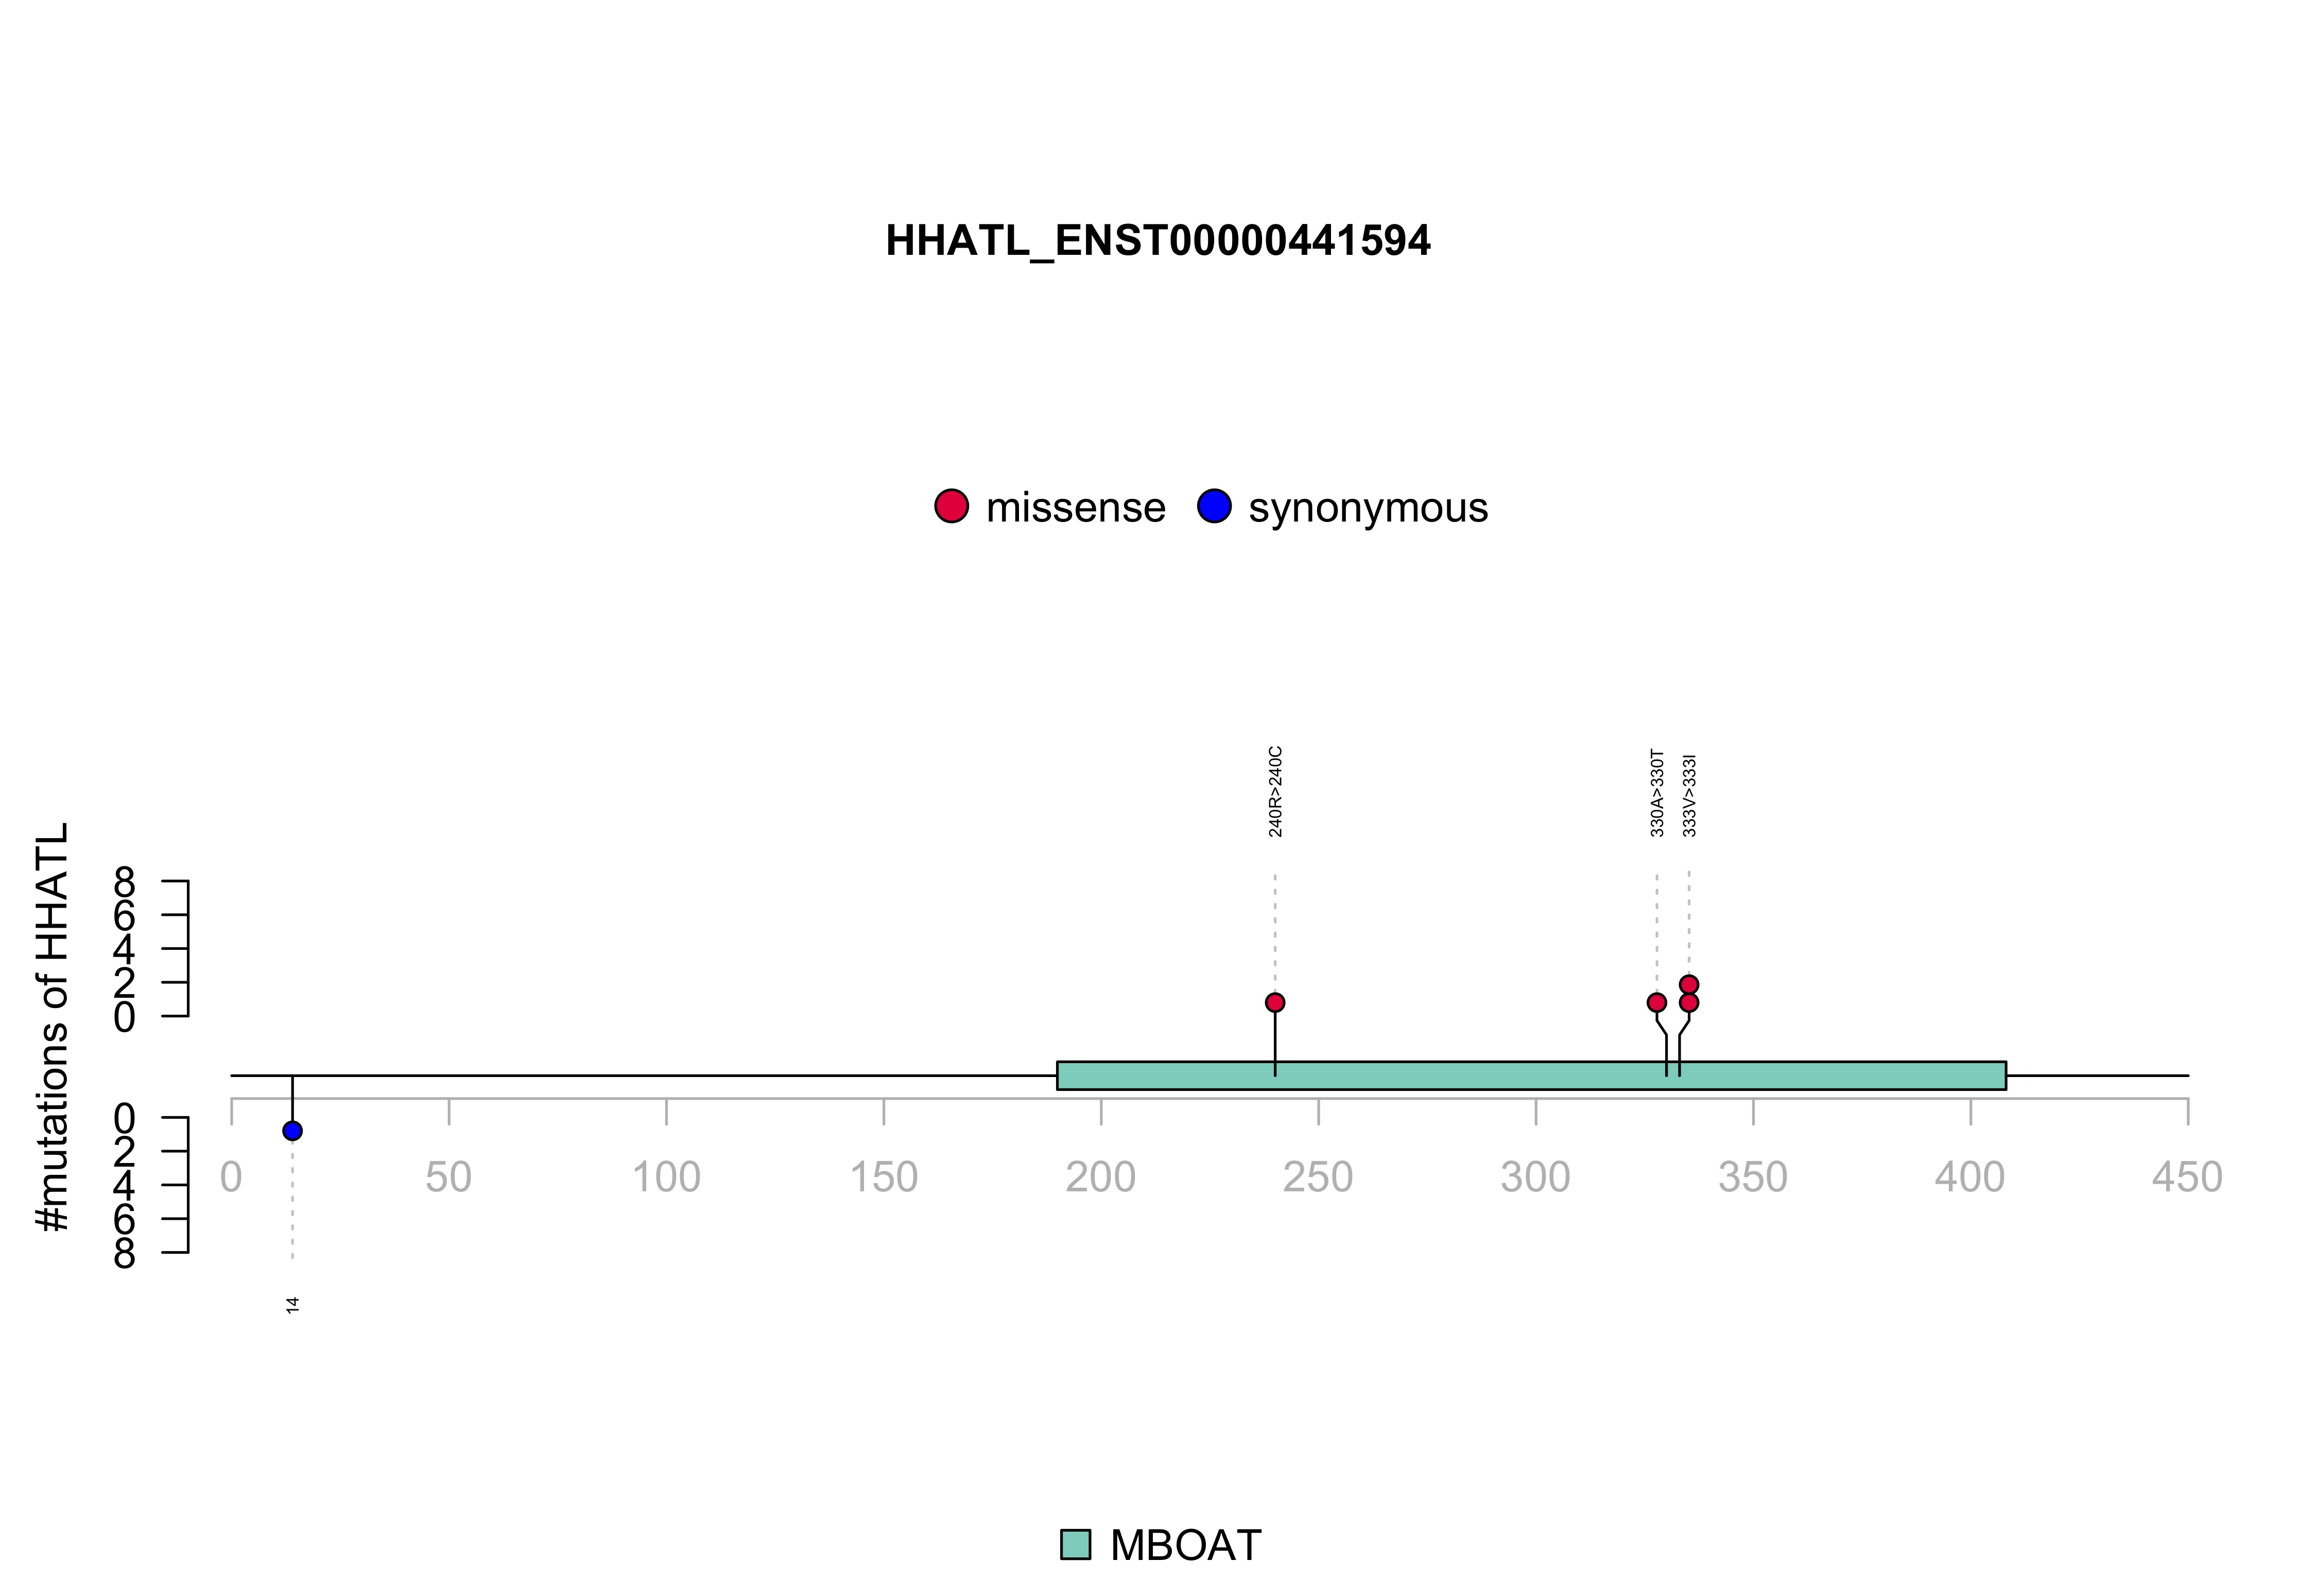 HHATL_ENST00000441594
missense synonymous
240R>240C
330A>330T
333V>333I
#mutations of HHATL
8
6
4
2
0
0
2
4
6
8
0 50 100 150 200 250 300 350 400 450
14
MBOAT